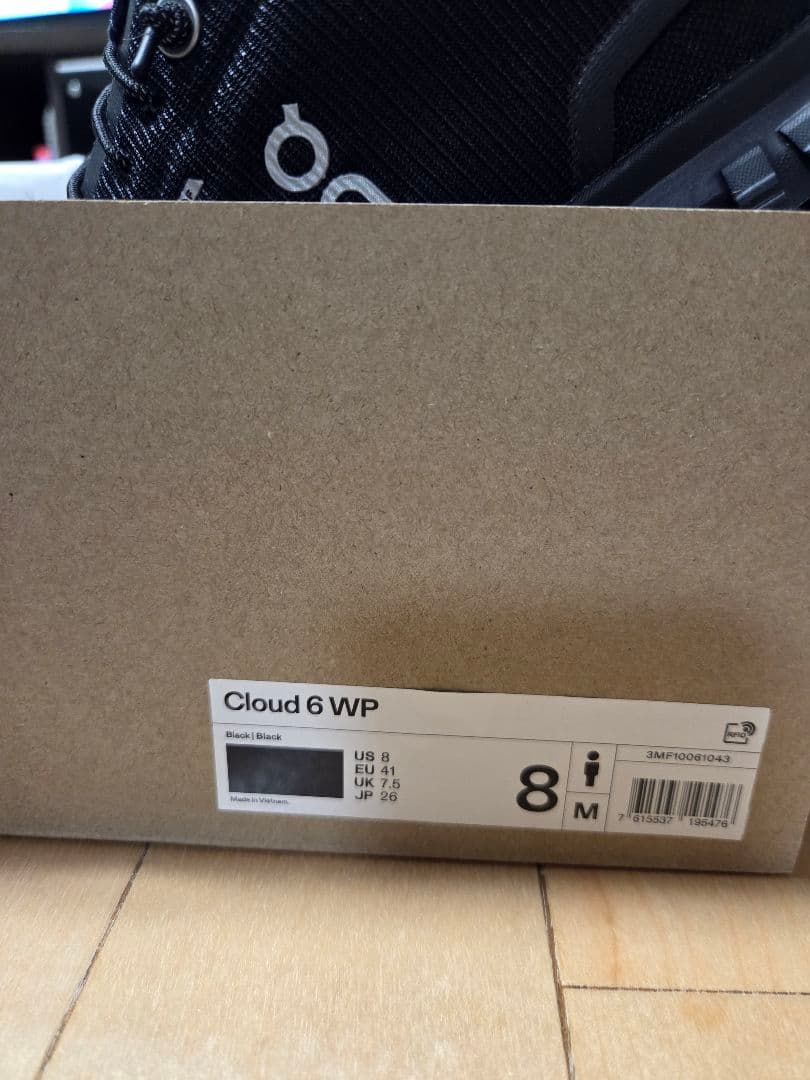 Cloud 6 WP
RFID
Black | Black
US 8
EU 41
UK 7.5
JP 26
Made in Vietnam.
8
M
3MF10061043
7 615537 195476